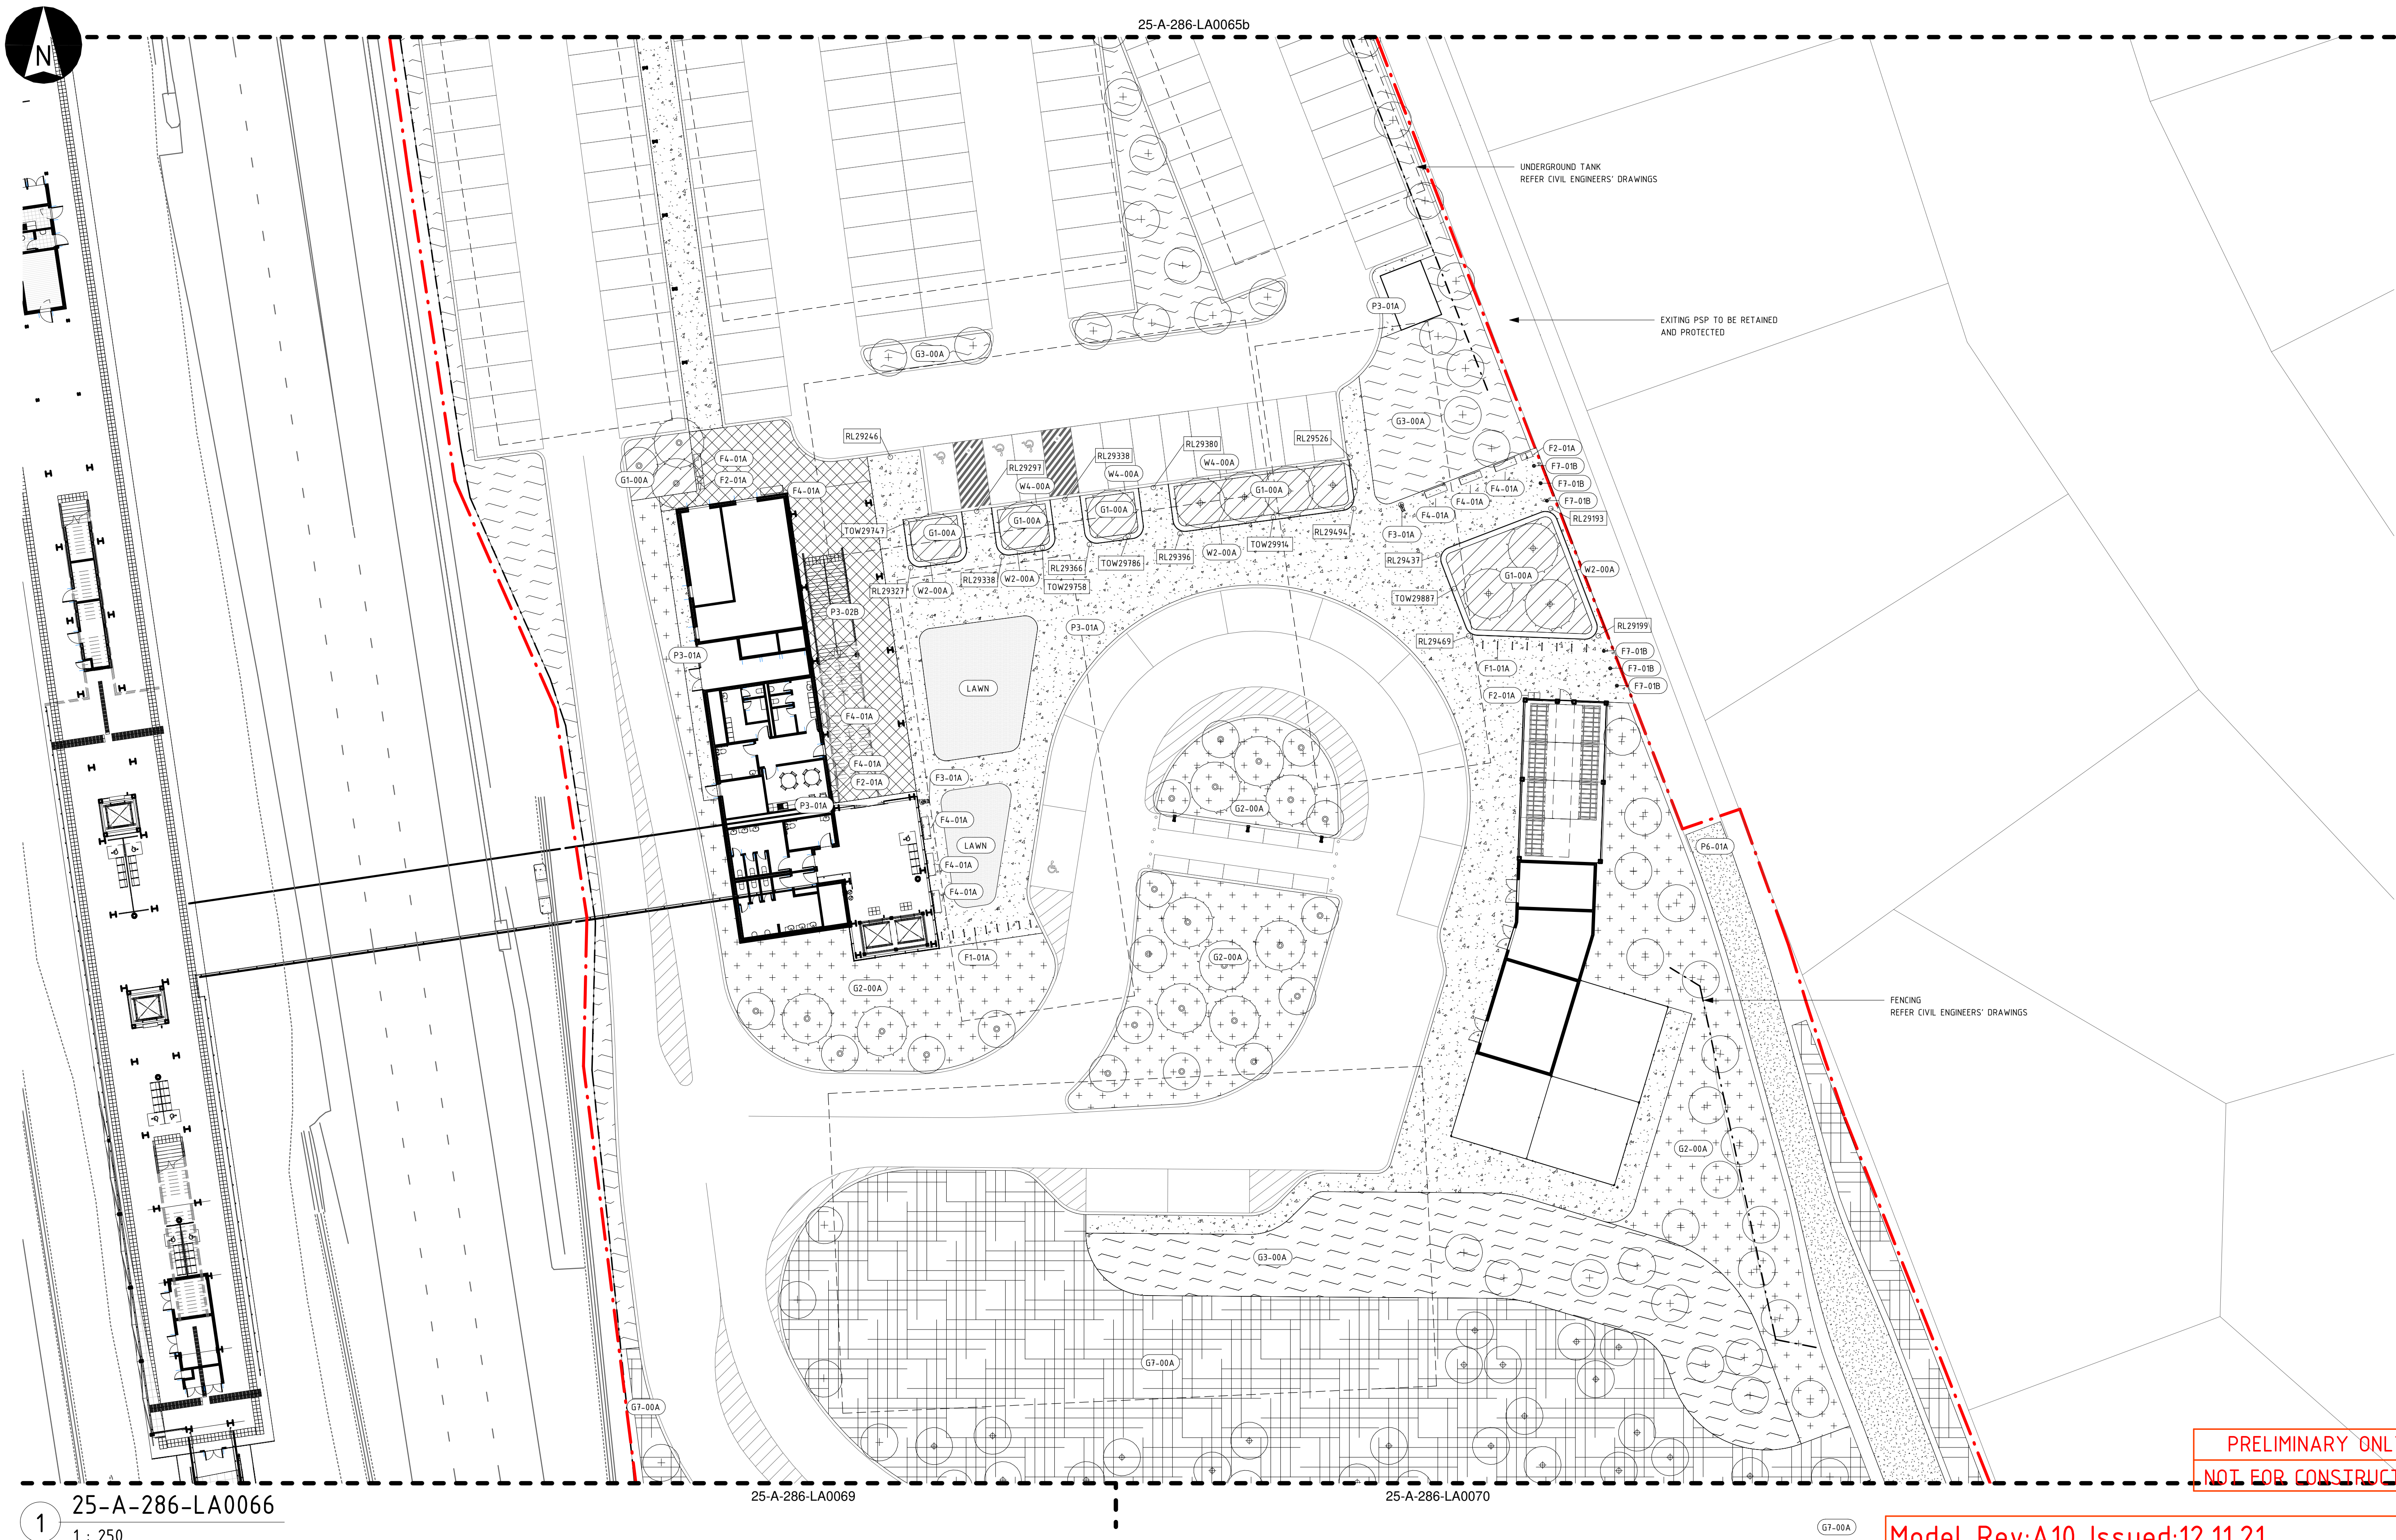 25-A-286-LA0065b
N
UNDERGROUND TANK
REFER CIVIL ENGINEERS' DRAWINGS
P3-01A
EXITING PSP TO BE RETAINED
AND PROTECTED
G3-00A
G3-00A
RL29246
RL29380
RL29526
F2-01A
F4-01A
RL29338
W4-00A
W4-00A
F7-01B
G1-00A
F2-01A
RL29297
W4-00A
F7-01B
F4-01A
G1-00A
F4-01A
F4-01A
F7-01B
G1-00A
F4-01A
RL29193
TOW29747
G1-00A
G1-00A
RL29494
F3-01A
TOW29914
RL29396
W2-00A
RL29437
TOW29786
RL29366
W2-00A
G1-00A
RL29338
W2-00A
TOW29758
RL29327
W2-00A
TOW29887
P3-02B
P3-01A
RL29199
RL29469
P3-01A
F7-01B
F1-01A
F7-01B
LAWN
F7-01B
F2-01A
F4-01A
F4-01A
F2-01A
F3-01A
P3-01A
G2-00A
F4-01A
LAWN
P6-01A
F4-01A
F4-01A
F1-01A
G2-00A
G2-00A
FENCING
REFER CIVIL ENGINEERS' DRAWINGS
G2-00A
G3-00A
G7-00A
G7-00A
PRELIMINARY ONL
NOT FOR CONSTRUCT
25-A-286-LA0069
25-A-286-LA0070
1
25-A-286-LA0066
1 : 250
G7-00A
Model Rev:A10 Issued:12.11.21